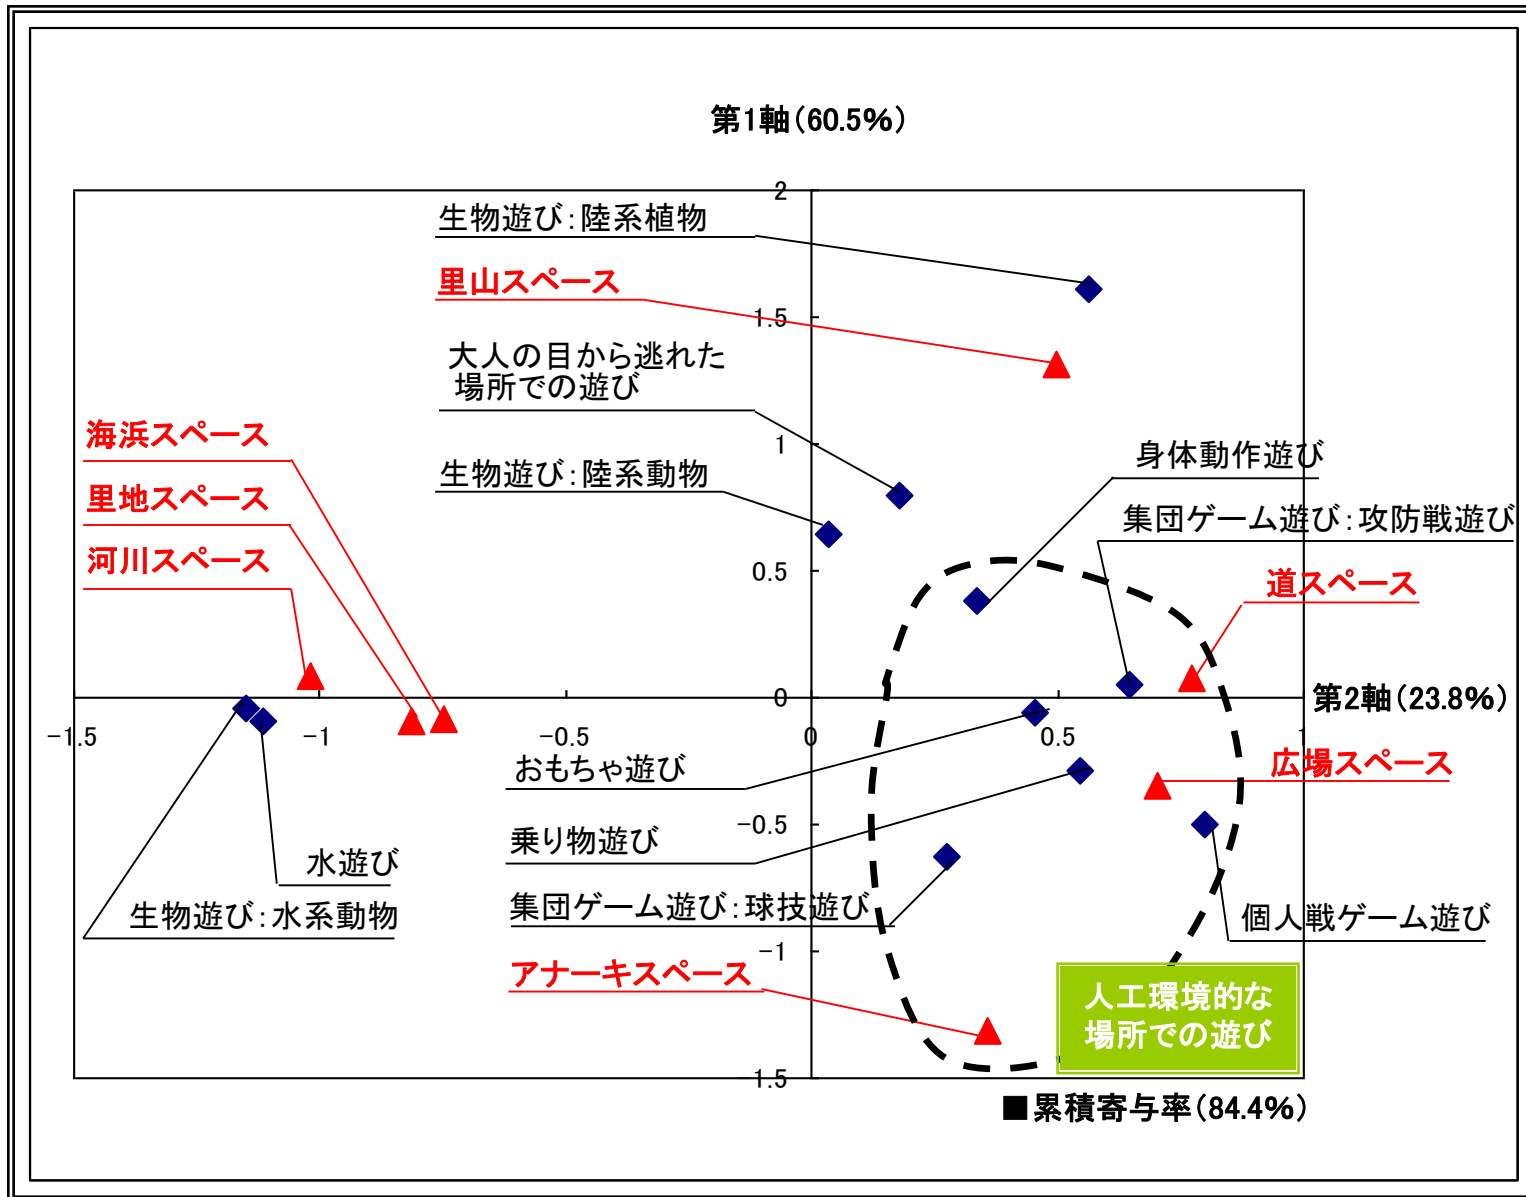 第1軸（60.5%）
2
生物遊び：陸系植物
里山スペース
1.5
大人の目から逃れた
場所での遊び
海浜スペース
1
身体動作遊び
生物遊び：陸系動物
里地スペース
集団ゲーム遊び：攻防戦遊び
河川スペース
0.5
道スペース
0
第2軸（23.8%）
-1.5
-1
-0.5
0
0.5
1
おもちゃ遊び
広場スペース
-0.5
乗り物遊び
水遊び
集団ゲーム遊び：球技遊び
生物遊び：水系動物
個人戦ゲーム遊び
-1
アナーキスペース
人工環境的な
場所での遊び
-1.5
■累積寄与率（84.4%）